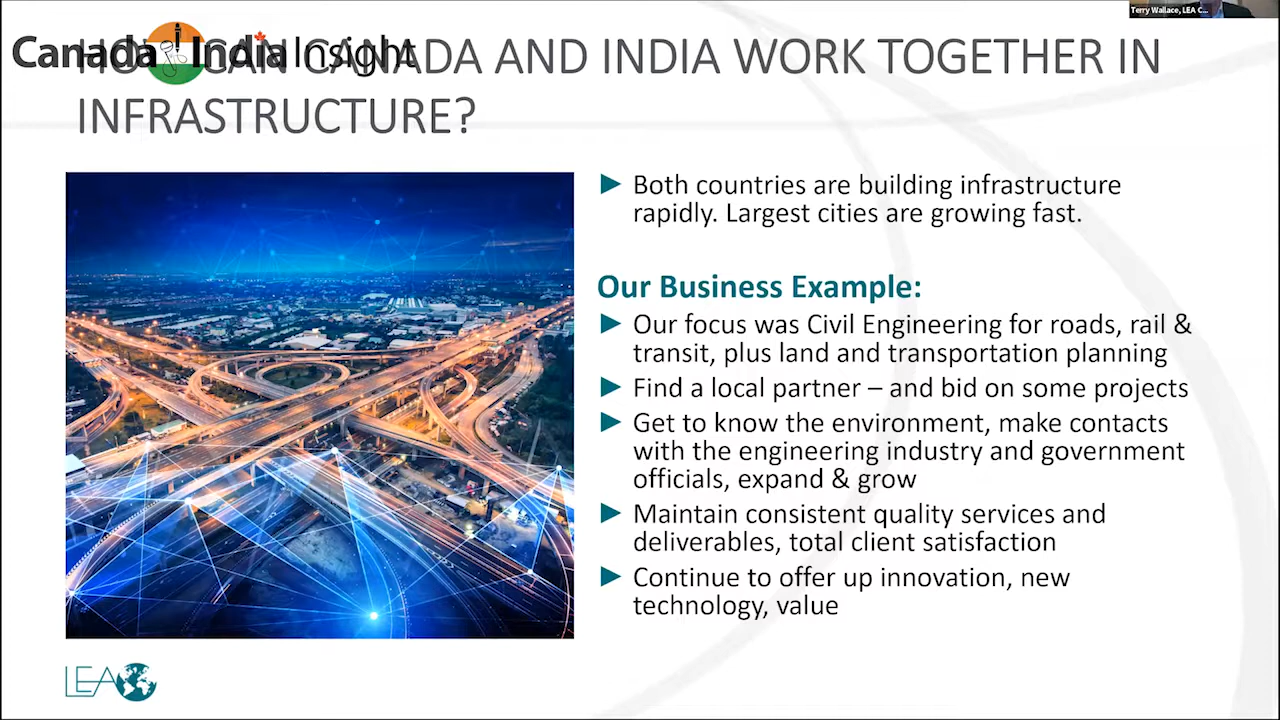 Terry Wallace, LEA C...
Canada India Insight
HOW CAN CANADA AND INDIA WORK TOGETHER IN
INFRASTRUCTURE?
► Both countries are building infrastructure
rapidly. Largest cities are growing fast.
Our Business Example:
► Our focus was Civil Engineering for roads, rail &
transit, plus land and transportation planning
► Find a local partner – and bid on some projects
► Get to know the environment, make contacts
with the engineering industry and government
officials, expand & grow
► Maintain consistent quality services and
deliverables, total client satisfaction
► Continue to offer up innovation, new
technology, value
LEA